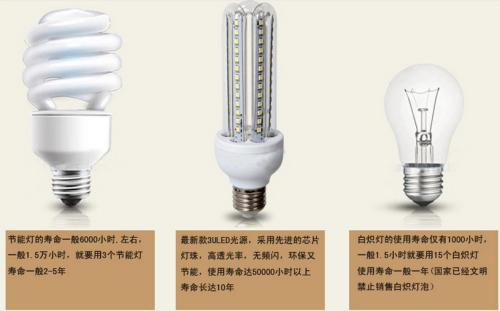 节能灯的寿命一般6000小时.左右，
一般1.5万小时，就要用3个节能灯
寿命一般2-5年
最新款3ULED光源，采用先进的芯片
灯珠，高透光率，无频闪，环保又
节能，使用寿命达50000小时以上
寿命长达10年
白炽灯的使用寿命仅有1000小时，
一般1.5小时就要用15个白炽灯
使用寿命一般一年(国家已经文明
禁止销售白炽灯泡)